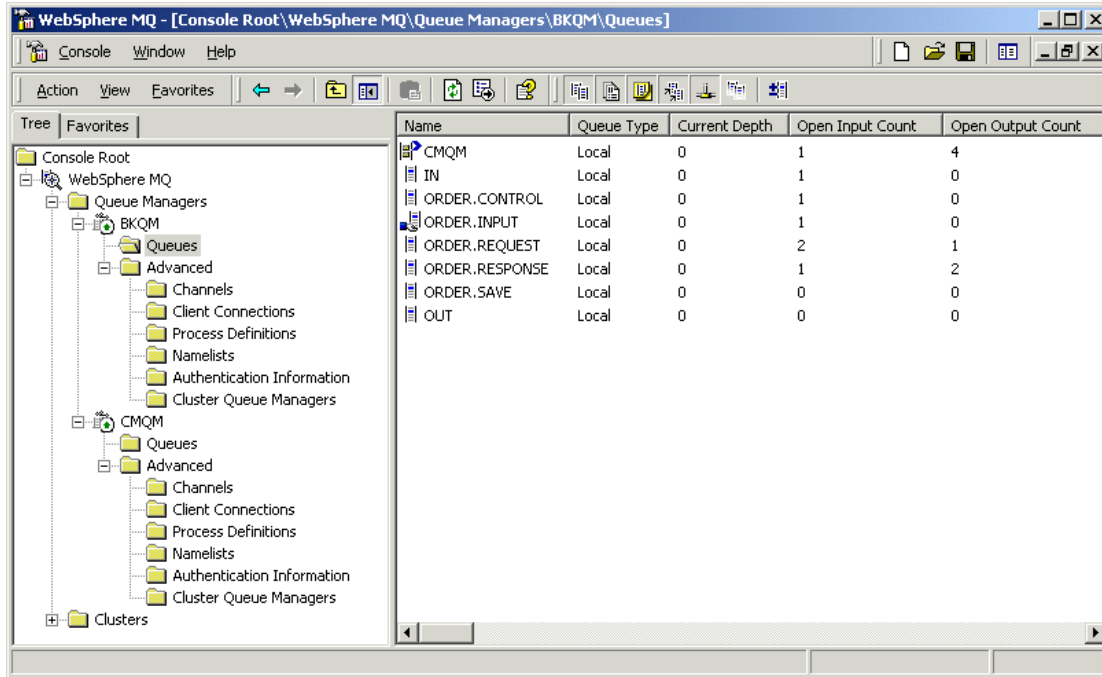 WebSphere MQ - [Console Root\WebSphere MQ\Queue Managers\BKQM\Queues]
Console Window Help
Action View Favorites
Tree Favorites
Console Root
WebSphere MQ
Queue Managers
BKQM
Queues
Advanced
Channels
Client Connections
Process Definitions
Namelists
Authentication Information
Cluster Queue Managers
CMQM
Queues
Advanced
Channels
Client Connections
Process Definitions
Namelists
Authentication Information
Cluster Queue Managers
Clusters
Name Queue Type Current Depth Open Input Count Open Output Count
CMQM Local 0 1 4
IN Local 0 1 0
ORDER.CONTROL Local 0 1 0
ORDER.INPUT Local 0 1 0
ORDER.REQUEST Local 0 2 1
ORDER.RESPONSE Local 0 1 2
ORDER.SAVE Local 0 0 0
OUT Local 0 0 0